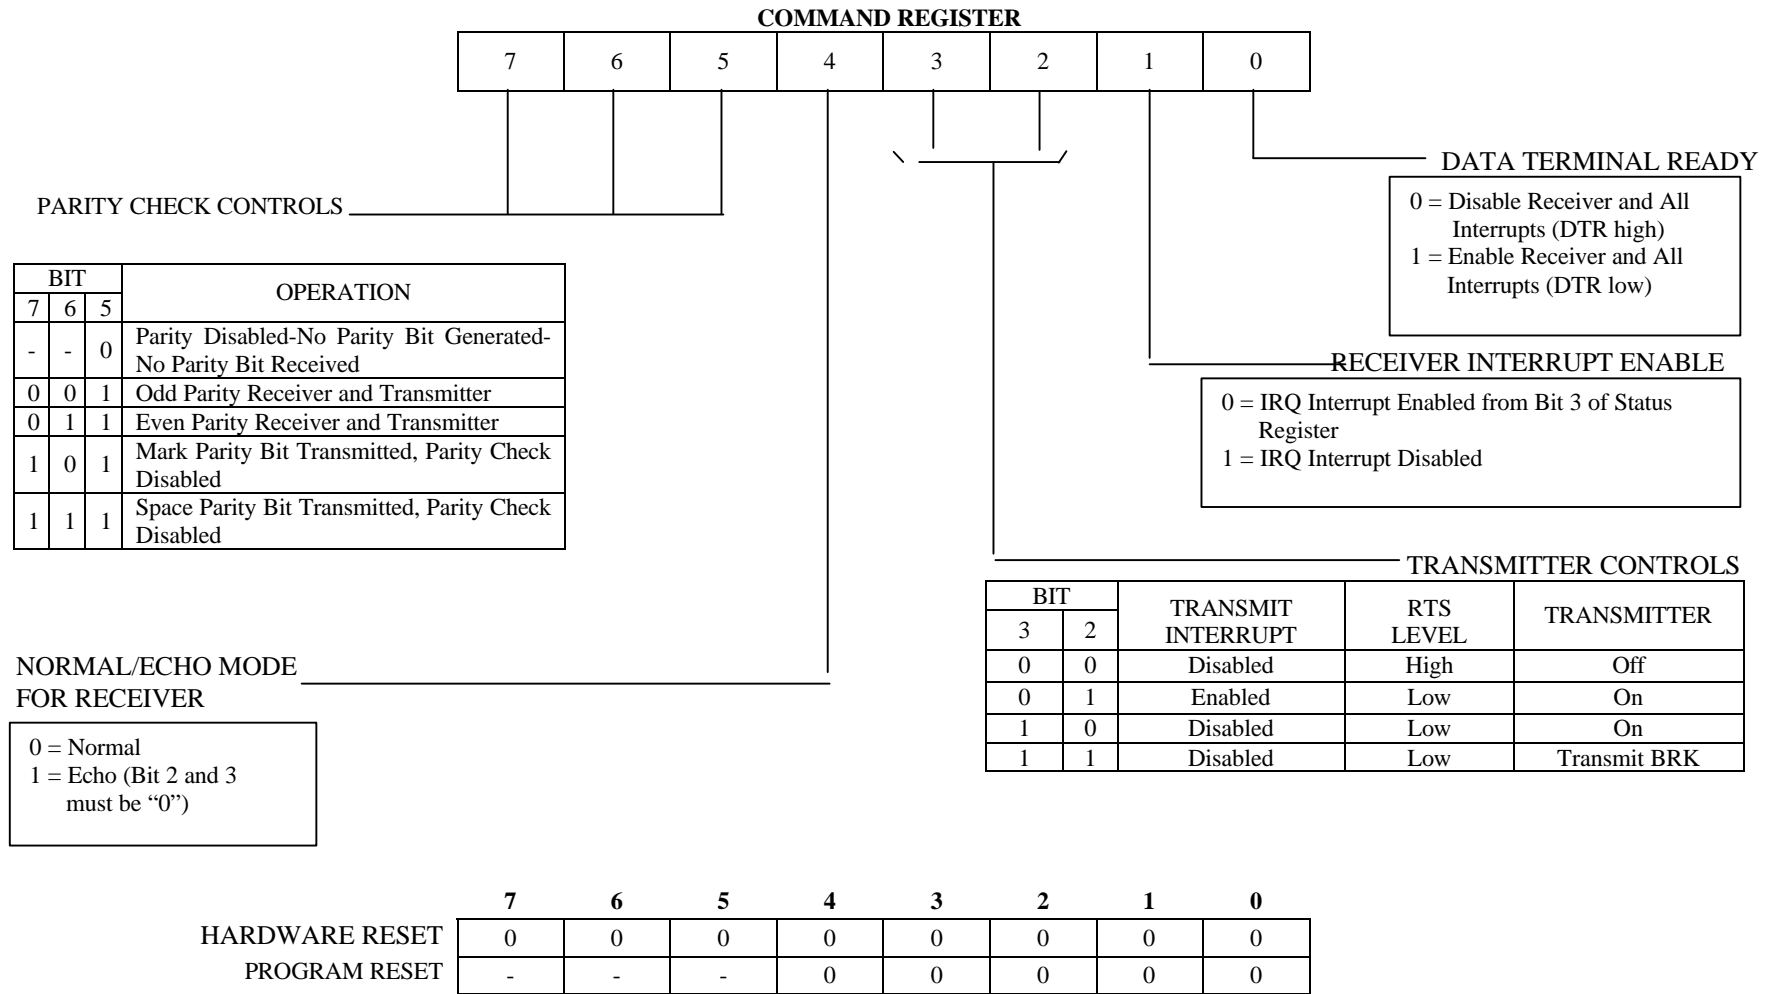 COMMAND REGISTER
7 6 5 4 3 2 1 0
PARITY CHECK CONTROLS
BIT OPERATION
7 6 5
- - 0 Parity Disabled-No Parity Bit Generated-
No Parity Bit Received
0 0 1 Odd Parity Receiver and Transmitter
0 1 1 Even Parity Receiver and Transmitter
1 0 1 Mark Parity Bit Transmitted, Parity Check
Disabled
1 1 1 Space Parity Bit Transmitted, Parity Check
Disabled
NORMAL/ECHO MODE
FOR RECEIVER
0 = Normal
1 = Echo (Bit 2 and 3
must be “0”)
DATA TERMINAL READY
0 = Disable Receiver and All
Interrupts (DTR high)
1 = Enable Receiver and All
Interrupts (DTR low)
RECEIVER INTERRUPT ENABLE
0 = IRQ Interrupt Enabled from Bit 3 of Status
Register
1 = IRQ Interrupt Disabled
TRANSMITTER CONTROLS
BIT TRANSMIT RTS TRANSMITTER
3 2 INTERRUPT LEVEL
0 0 Disabled High Off
0 1 Enabled Low On
1 0 Disabled Low On
1 1 Disabled Low Transmit BRK
7 6 5 4 3 2 1 0
HARDWARE RESET 0 0 0 0 0 0 0 0
PROGRAM RESET - - - 0 0 0 0 0